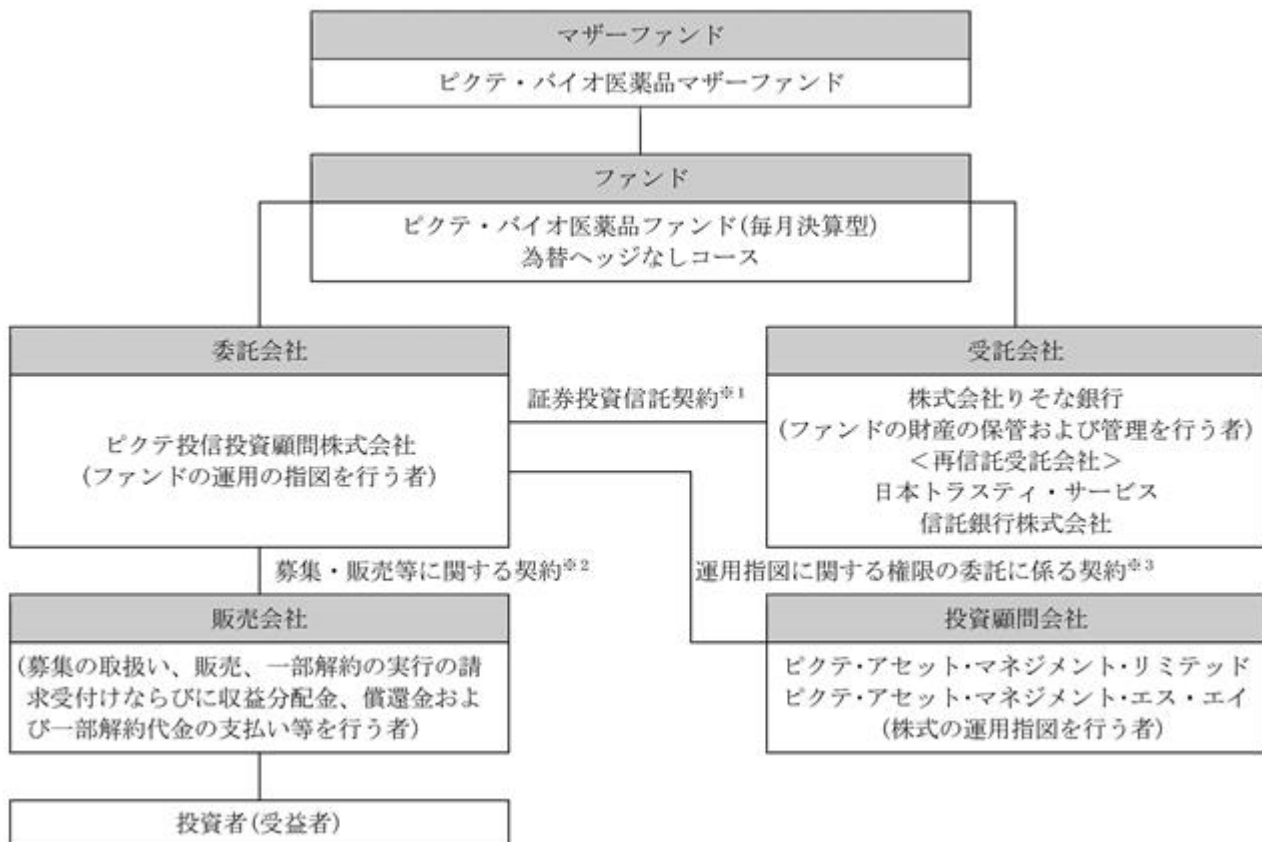 マザーファンド
ピクテ・バイオ医薬品マザーファンド
ファンド
ピクテ・バイオ医薬品ファンド(毎月決算型)
為替ヘッジなしコース
委託会社
ピクテ投信投資顧問株式会社
(ファンドの運用の指図を行う者)
証券投資信託契約※1
受託会社
株式会社りそな銀行
(ファンドの財産の保管および管理を行う者)
＜再信託受託会社＞
日本トラスティ・サービス
信託銀行株式会社
募集・販売等に関する契約※2
運用指図に関する権限の委託に係る契約※3
販売会社
(募集の取扱い、販売、一部解約の実行の請
求受付けならびに収益分配金、償還金およ
び一部解約代金の支払い等を行う者)
投資顧問会社
ピクテ・アセット・マネジメント・リミテッド
ピクテ・アセット・マネジメント・エス・エイ
(株式の運用指図を行う者)
投資者(受益者)